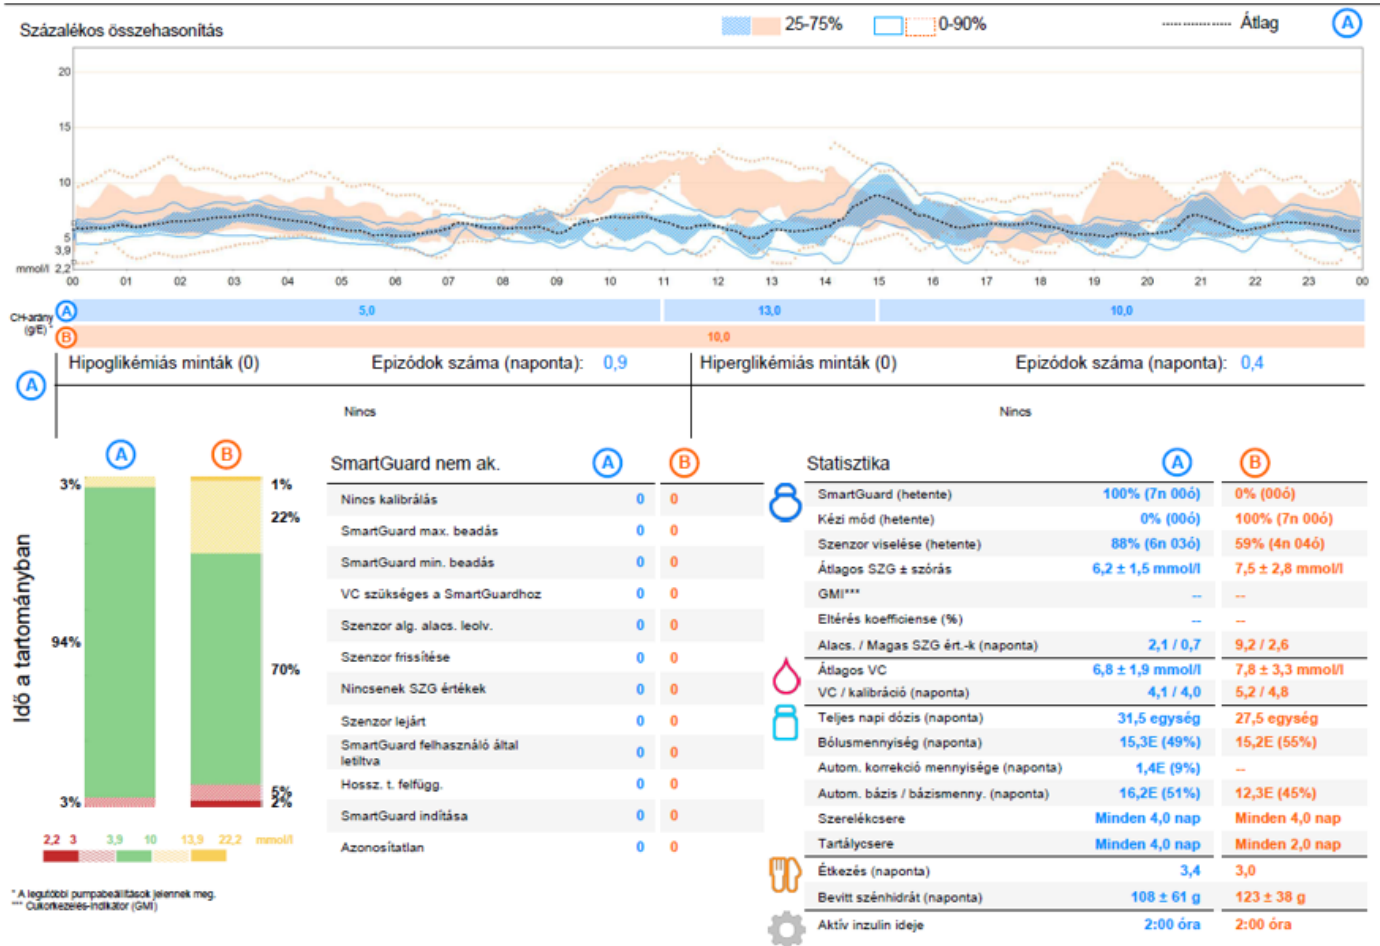 Százalékos összehasonítás
25-75%
0-90%
Átlag
A
20
15
10
5
3,9
mmol/l 2,2
00 01 02 03 04 05 06 07 08 09 10 11 12 13 14 15 16 17 18 19 20 21 22 23 00
CH-arány (g/E) *
A 5,0 13,0 10,0
B 10,0
Hipoglikémiás minták (0) Epizódok száma (naponta): 0,9
Hiperglikémiás minták (0) Epizódok száma (naponta): 0,4
A
Nincs
Nincs
Idő a tartományban
A B
3%
94%
3%
1%
22%
70%
5%
2%
2,2 3 3,9 10 13,9 22,2 mmol/l
* A legutóbbi pumpabeállítások jelennek meg.
*** Cukorkezelés-indikátor (GMI)
SmartGuard nem ak. A B
Nincs kalibrálás 0 0
SmartGuard max. beadás 0 0
SmartGuard min. beadás 0 0
VC szükséges a SmartGuardhoz 0 0
Szenzor alg. alacs. leolv. 0 0
Szenzor frissítése 0 0
Nincsenek SZG értékek 0 0
Szenzor lejárt 0 0
SmartGuard felhasználó által
letiltva 0 0
Hossz. t. felfügg. 0 0
SmartGuard indítása 0 0
Azonosítatlan 0 0
Statisztika A B
SmartGuard (hetente) 100% (7n 00ó) 0% (00ó)
Kézi mód (hetente) 0% (00ó) 100% (7n 00ó)
Szenzor viselése (hetente) 88% (6n 03ó) 59% (4n 04ó)
Átlagos SZG ± szórás 6,2 ± 1,5 mmol/l 7,5 ± 2,8 mmol/l
GMI*** -- --
Eltérés koefficiense (%) -- --
Alacs. / Magas SZG ért.-k (naponta) 2,1 / 0,7 9,2 / 2,6
Átlagos VC 6,8 ± 1,9 mmol/l 7,8 ± 3,3 mmol/l
VC / kalibráció (naponta) 4,1 / 4,0 5,2 / 4,8
Teljes napi dózis (naponta) 31,5 egység 27,5 egység
Bólusmennyiség (naponta) 15,3E (49%) 15,2E (55%)
Autom. korrekció mennyisége (naponta) 1,4E (9%) --
Autom. bázis / bázismenny. (naponta) 16,2E (51%) 12,3E (45%)
Szerelékcsere Minden 4,0 nap Minden 4,0 nap
Tartálycsere Minden 4,0 nap Minden 2,0 nap
Étkezés (naponta) 3,4 3,0
Bevitt szénhidrát (naponta) 108 ± 61 g 123 ± 38 g
Aktív inzulin ideje 2:00 óra 2:00 óra